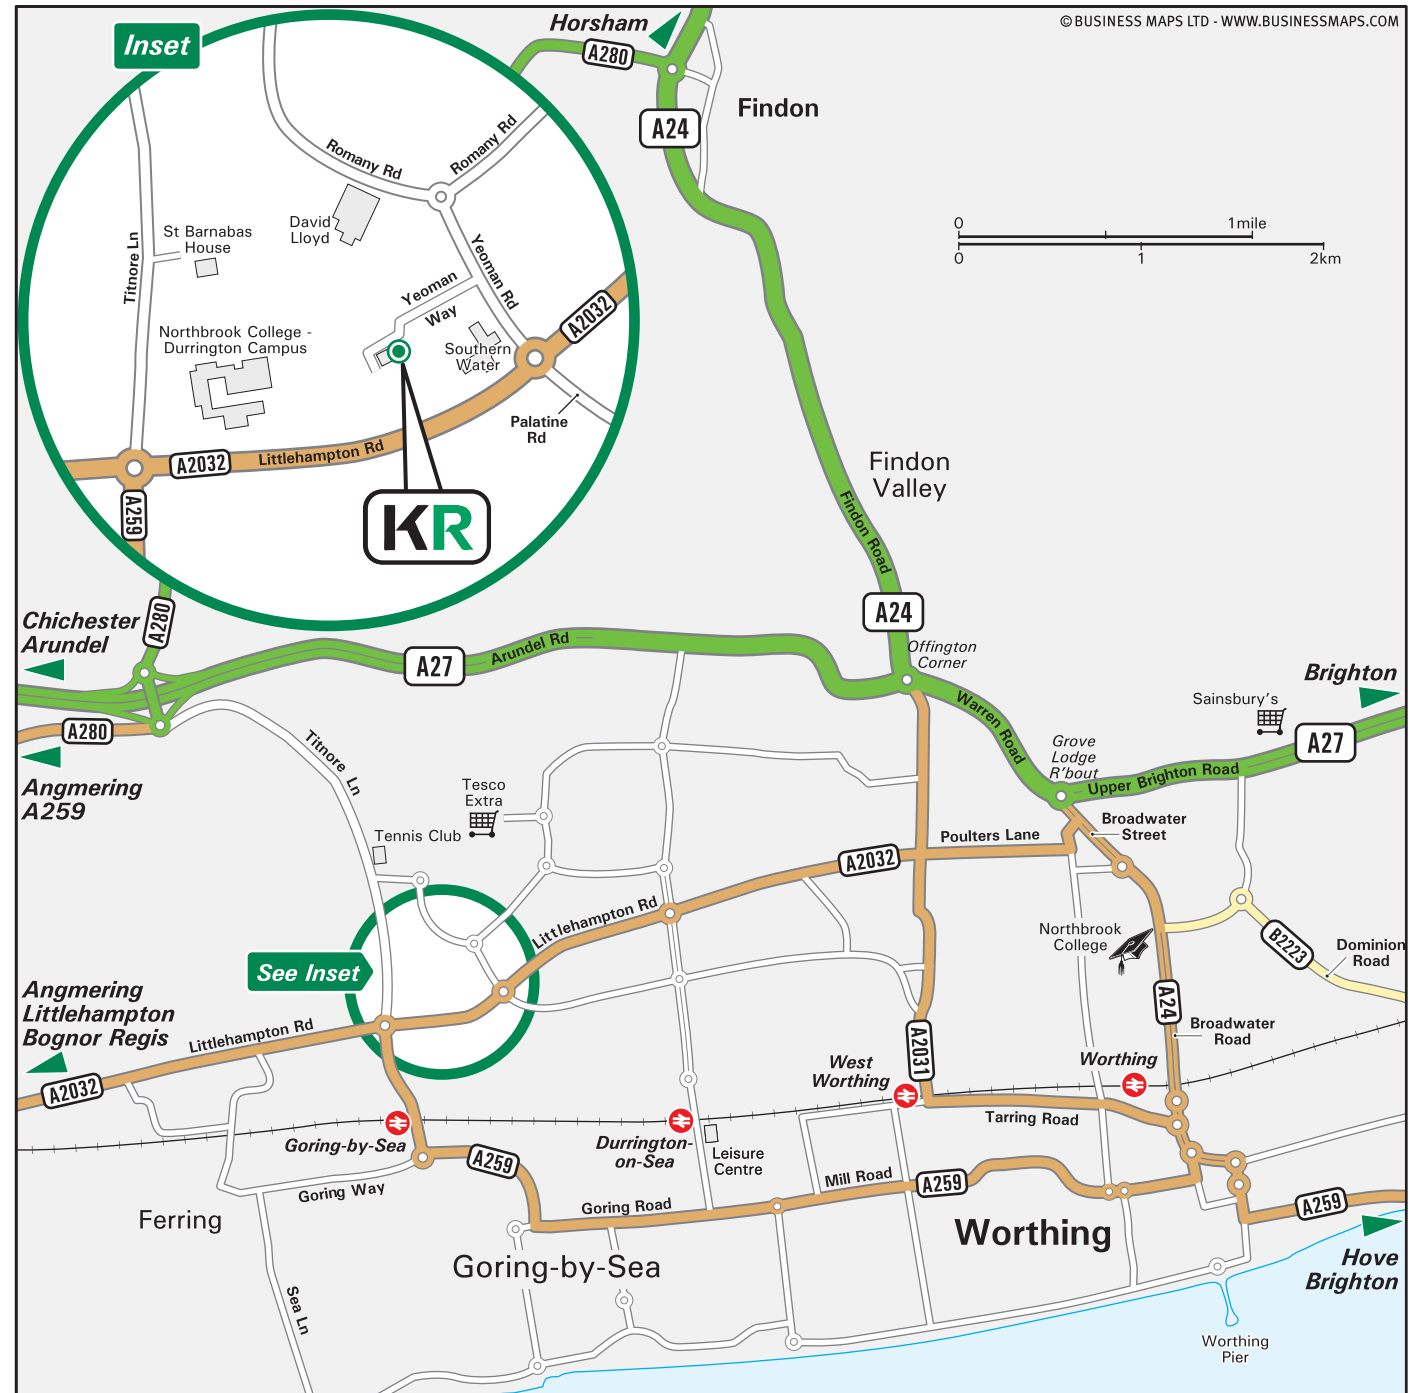 Horsham
A280
© BUSINESS MAPS LTD - WWW.BUSINESSMAPS.COM
Inset
Findon
A24
Romany Rd
Romany Rd
David
Lloyd
St Barnabas
House
Titnore Ln
Yeoman Rd
Yeoman
Way
A2032
Northbrook College -
Durrington Campus
Southern
Water
Palatine
Rd
A2032
Littlehampton Rd
A259
KR
0
1mile
0
1
2km
Findon
Valley
Findon Road
A24
Offington
Corner
Chichester
Arundel
A280
A27
Arundel Rd
A280
Angmering
A259
Titnore Ln
Warren Road
Brighton
Sainsbury's
A27
Grove
Lodge
R'bout
Upper Brighton Road
Tesco
Extra
Tennis Club
Broadwater
Street
Poulters Lane
A2032
Littlehampton Rd
Northbrook
College
B2223
Dominion
Road
See Inset
Angmering
Littlehampton
Bognor Regis
Littlehampton Rd
A2032
A24
Broadwater
Road
A2031
West
Worthing
Worthing
Tarring Road
Goring-by-Sea
Durrington-
on-Sea
Leisure
Centre
A259
Goring Way
Goring Road
Mill Road
A259
A259
Ferring
Goring-by-Sea
Worthing
Hove
Brighton
Sea Ln
Worthing
Pier